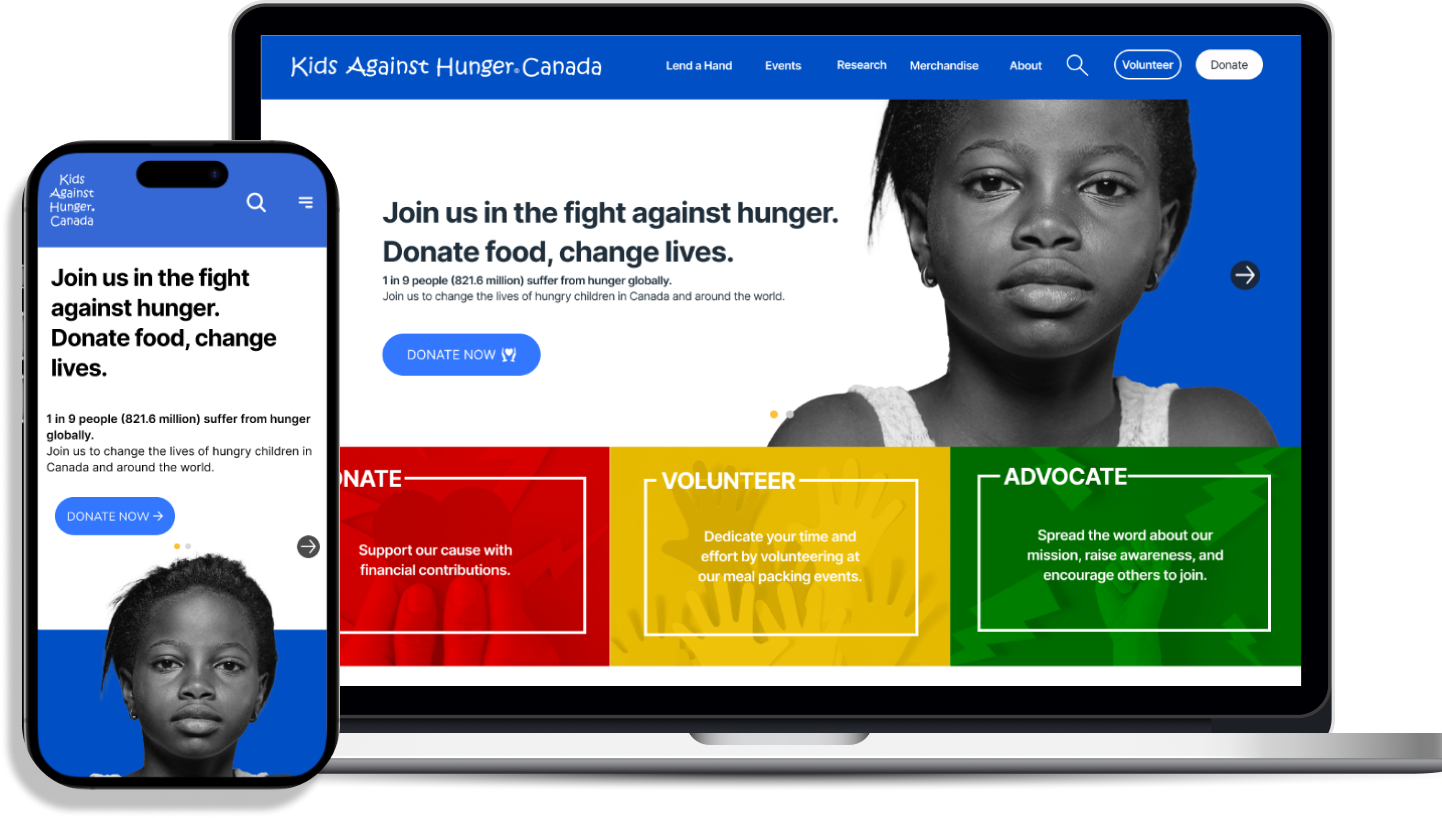 Kids Against Hunger®Canada
Lend a Hand
Events
Research
Merchandise
About
Volunteer
Donate
Join us in the fight against hunger.
Donate food, change lives.
1 in 9 people (821.6 million) suffer from hunger globally.
Join us to change the lives of hungry children in Canada and around the world.
DONATE NOW
NATE
Support our cause with
financial contributions.
VOLUNTEER
Dedicate your time and
effort by volunteering at
our meal packing events.
ADVOCATE
Spread the word about our
mission, raise awareness, and
encourage others to join.
Kids
Against
Hunger®
Canada
Join us in the fight
against hunger.
Donate food, change
lives.
1 in 9 people (821.6 million) suffer from hunger
globally.
Join us to change the lives of hungry children in
Canada and around the world.
DONATE NOW →